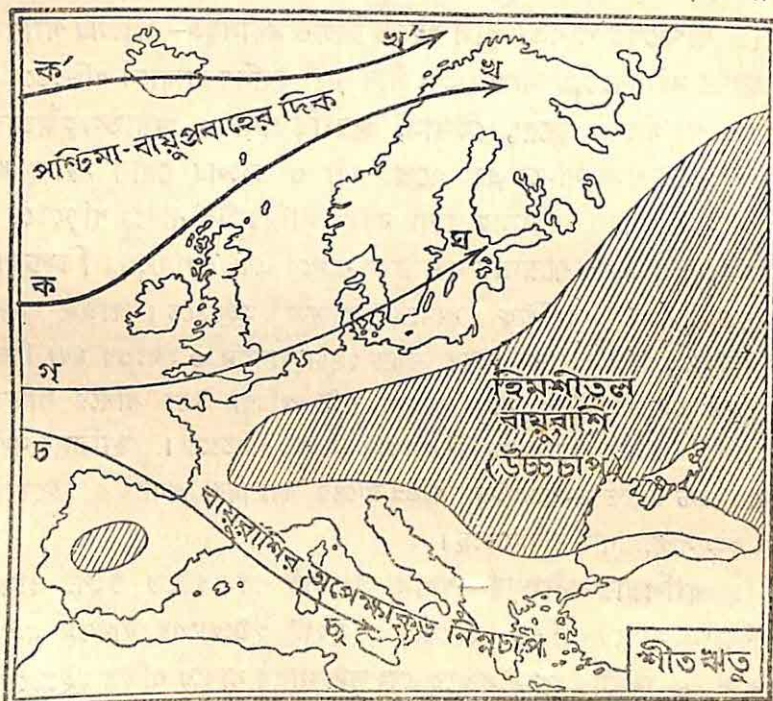 ক′
খ′
খ
পশ্চিমা-বায়ুপ্রবাহের দিক
ক
ঘ
গ
হিমশীতল
বায়ুরাশি
(উচ্চচাপ)
চ
বায়ুরাশির অপেক্ষাকৃত নিম্নচাপ
শীত ঋতু